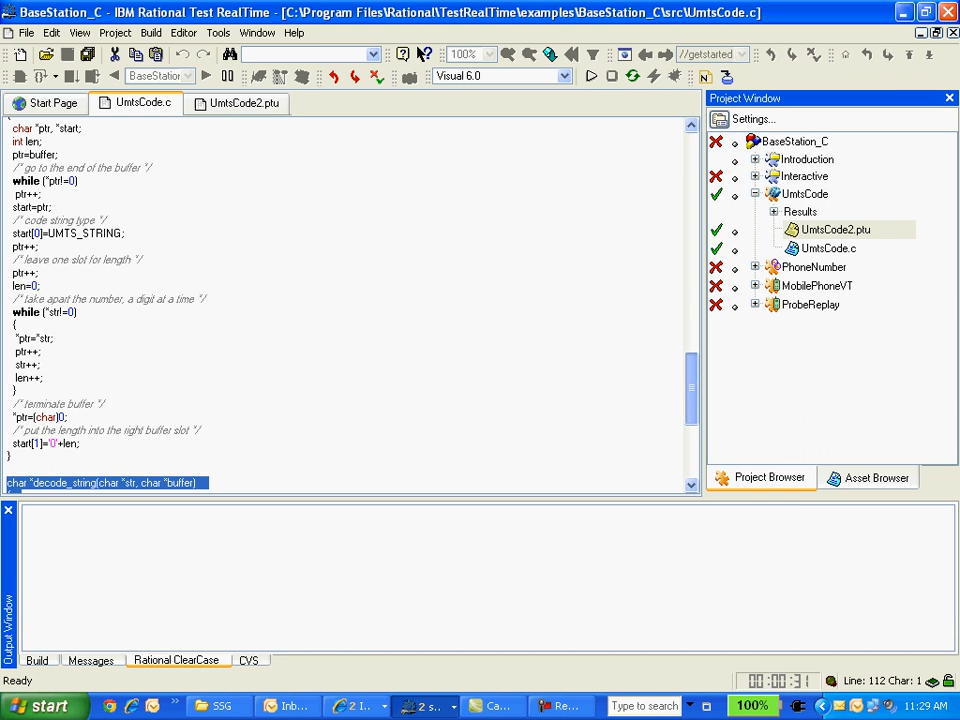 BaseStation_C - IBM Rational Test RealTime - [C:\Program Files\Rational\TestRealTime\examples\BaseStation_C\src\UmtsCode.c]
File Edit View Project Build Editor Tools Window Help
100% //getstarted
BaseStation Visual 6.0
Start Page UmtsCode.c UmtsCode2.ptu
char *ptr, *start;
int len;
ptr=buffer;
/* go to the end of the buffer */
while (*ptr!=0)
ptr++;
start=ptr;
/* code string type */
start[0]=UMTS_STRING;
ptr++;
/* leave one slot for length */
ptr++;
len=0;
/* take apart the number, a digit at a time */
while (*str!=0)
{
*ptr=*str;
ptr++;
str++;
len++;
}
/* terminate buffer */
*ptr=(char)0;
/* put the length into the right buffer slot */
start[1]='0'+len;
}
char *decode_string(char *str, char *buffer)
Project Window
Settings...
BaseStation_C
Introduction
Interactive
UmtsCode
Results
UmtsCode2.ptu
UmtsCode.c
PhoneNumber
MobilePhoneVT
ProbeReplay
Project Browser Asset Browser
Output Window
Build Messages Rational ClearCase CVS
Ready 00:00:31 Line: 112 Char: 1
start SSG Inb... 2 I... 2 s... Ca... Re... Type to search 100% 11:29 AM